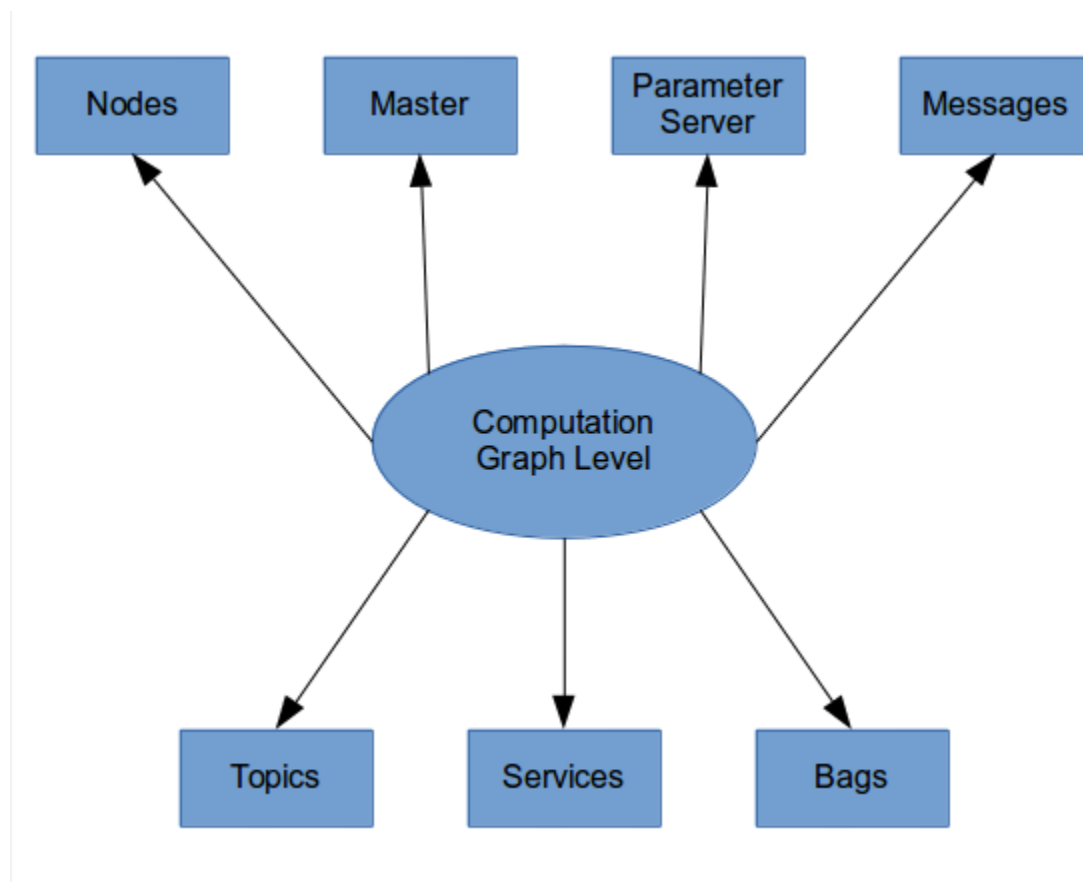 Nodes
Master
Parameter
Server
Messages
Computation
Graph Level
Topics
Services
Bags